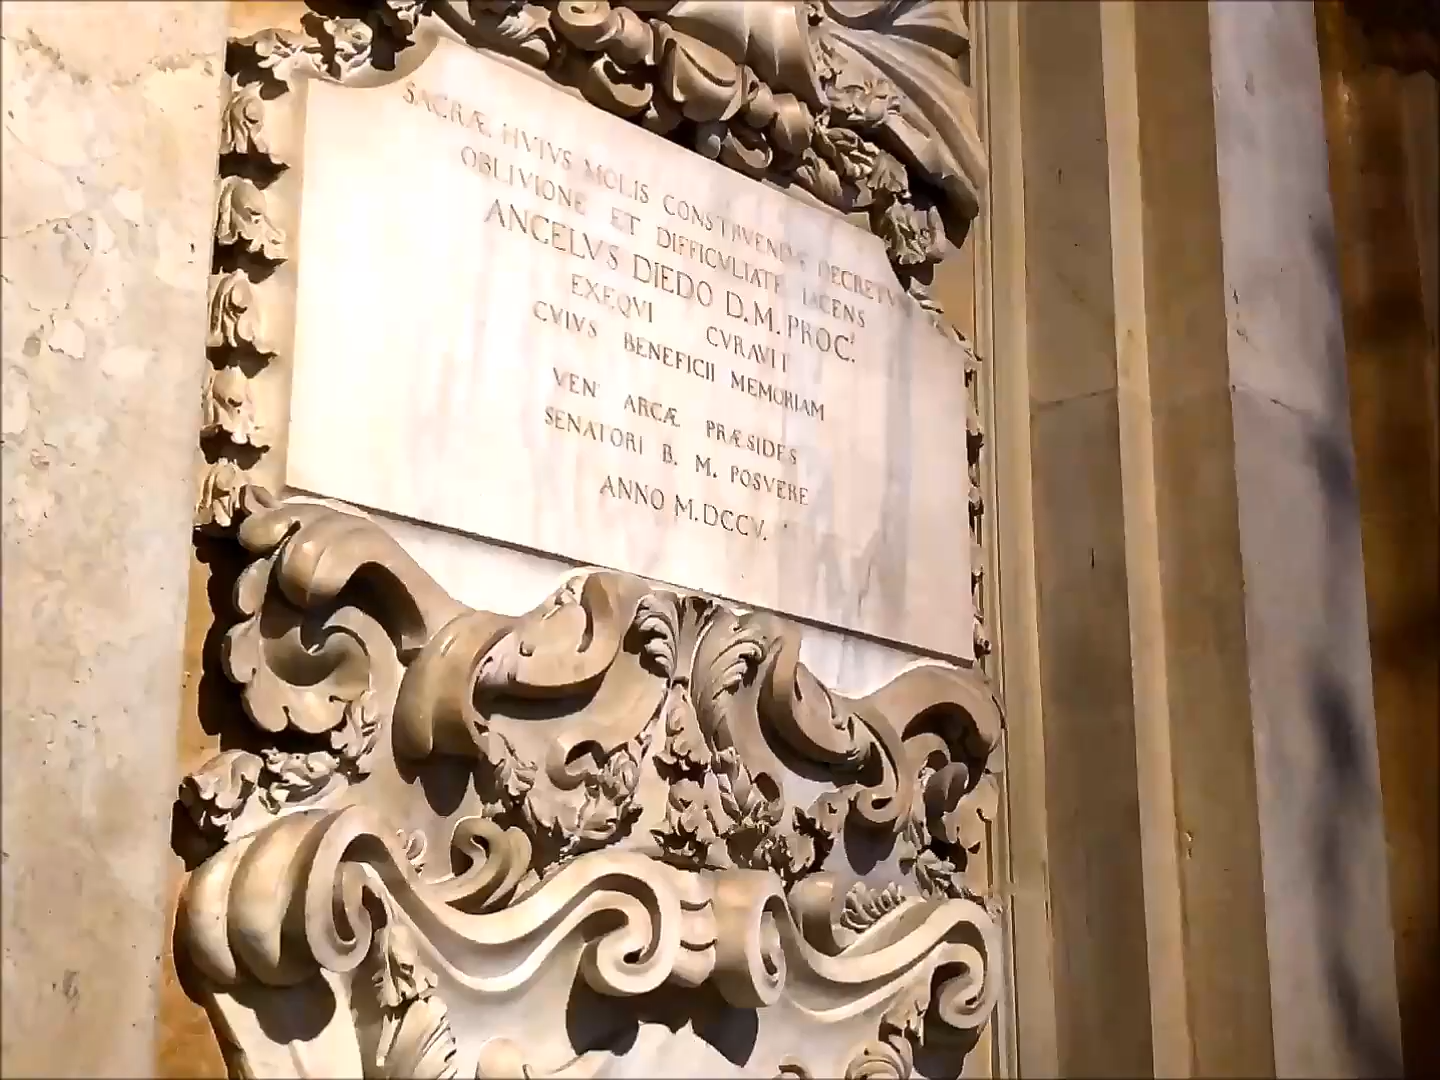 SACRÆ HVIVS MOLIS CONSTRVENDÆ DECRETVM
OBLIVIONE ET DIFFICVLTATE IACENS
ANGELVS DIEDO D.M. PROC.
EXEQVI CVRAVIT
CVIVS BENEFICII MEMORIAM
VEN ARCÆ PRÆSIDES
SENATORI B. M. POSVERE
ANNO M.DCCV.